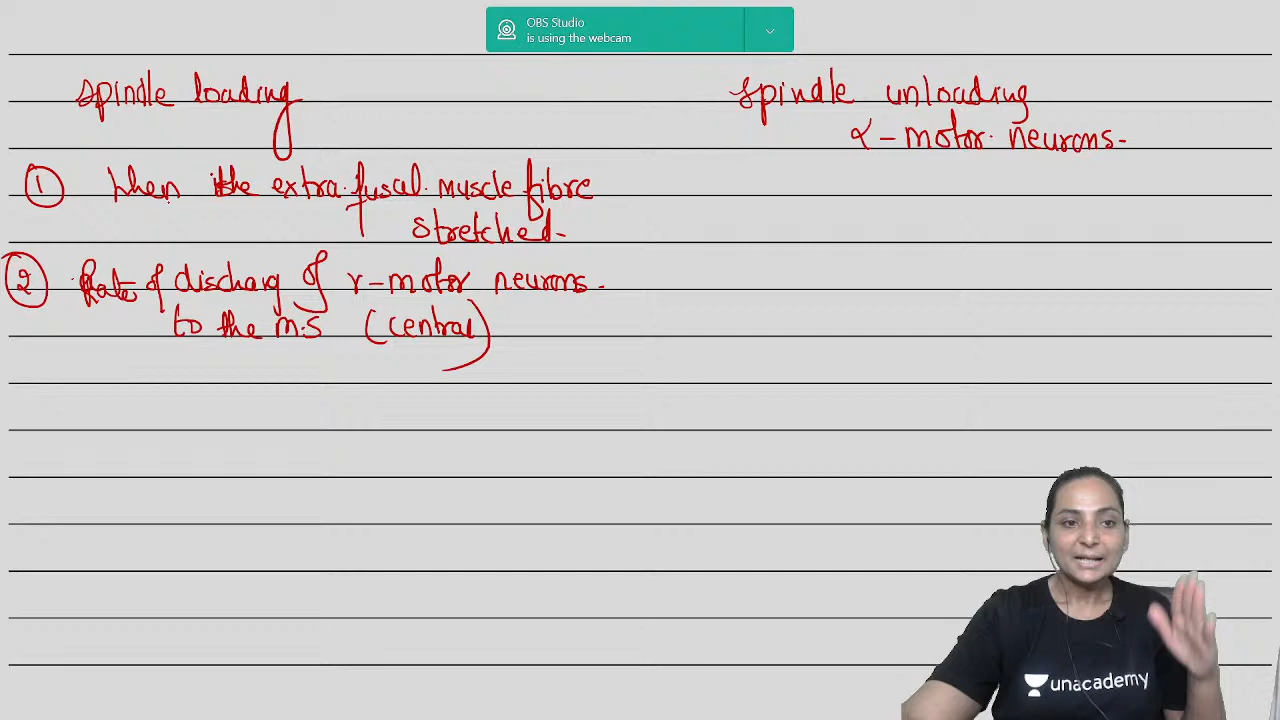 OBS Studio
is using the webcam
spindle loading
spindle unloading
α-motor neurons.
① When the extra fusal muscle fibre
stretched.
② Rate of discharg of γ-motor neurons.
to the m.s (central)
unacademy